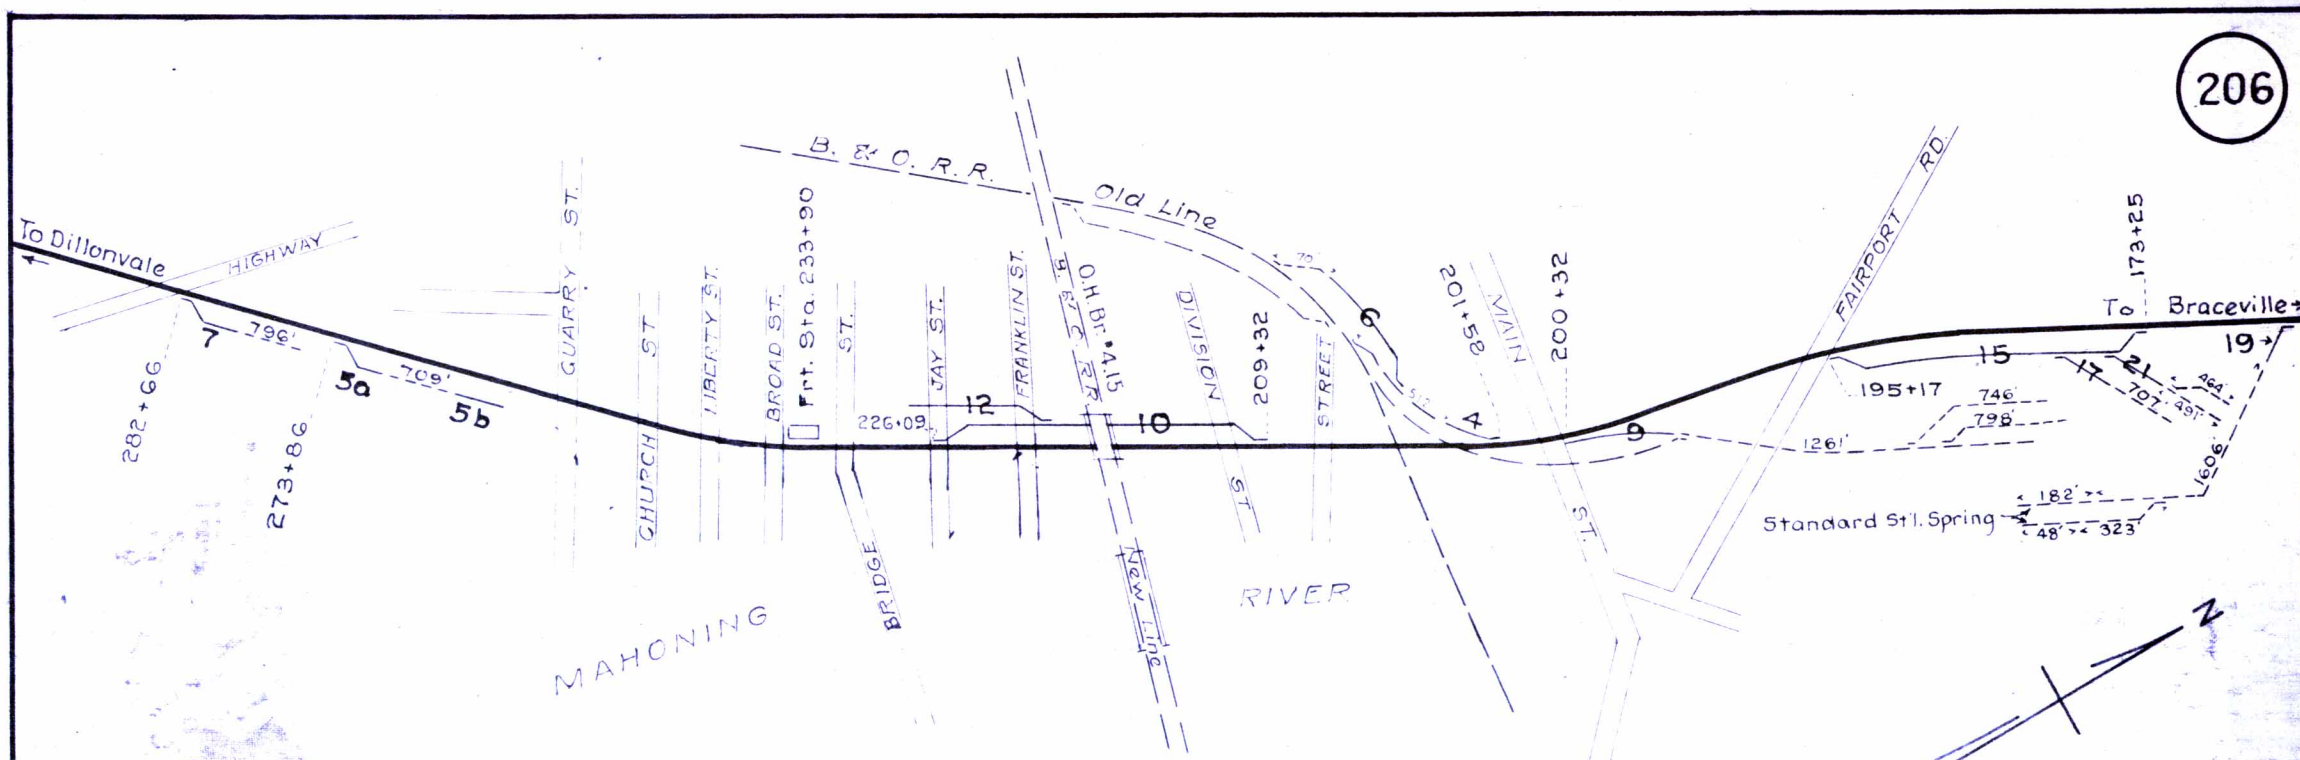 206
To Dillonvale
HIGHWAY
7
796'
282+66
5a
709'
5b
273+86
QUARRY ST.
CHURCH ST
LIBERTY ST.
BROAD ST.
Frt. Sta. 233+90
ST.
BRIDGE
JAY ST.
226+09
12
FRANKLIN ST.
B. & O. R. R.
Old Line
O.H.Br. #4.15
B. & O. R R
New Line
10
DIVISION
ST
209+32
STREET
70'
6
512'
4
201+58
MAIN
ST.
200+32
9
1261'
FAIRPORT RD.
195+17
15
173+25
To Braceville
19
17
21
464'
707'
491'
746'
798'
1606'
182'
Standard St'l. Spring
48'
323'
MAHONING
RIVER
N